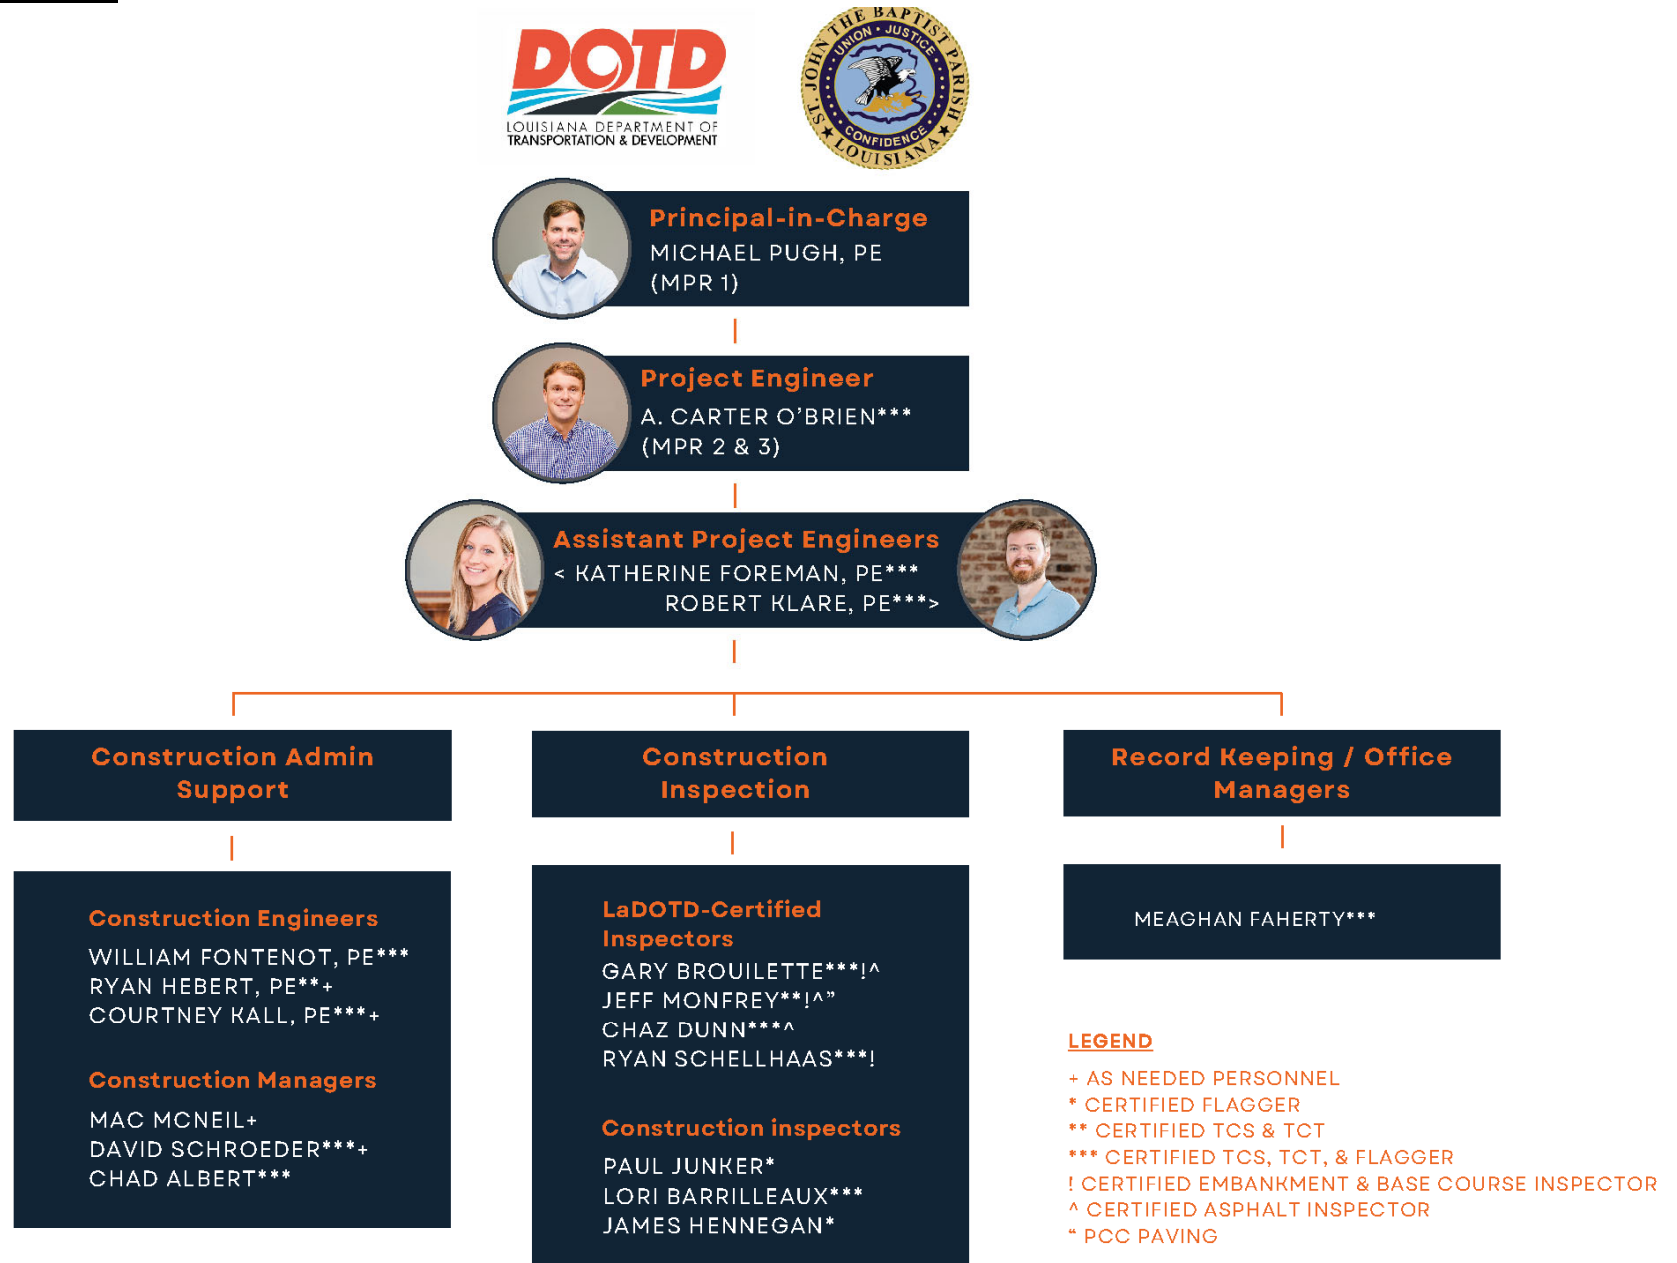 DOTD
LOUISIANA DEPARTMENT OF
TRANSPORTATION & DEVELOPMENT
ST. JOHN THE BAPTIST PARISH
UNION • JUSTICE
CONFIDENCE
LOUISIANA
Principal-in-Charge
MICHAEL PUGH, PE
(MPR 1)
Project Engineer
A. CARTER O'BRIEN***
(MPR 2 & 3)
Assistant Project Engineers
< KATHERINE FOREMAN, PE***
ROBERT KLARE, PE***>
Construction Admin
Support
Construction Engineers
WILLIAM FONTENOT, PE***
RYAN HEBERT, PE**+
COURTNEY KALL, PE***+
Construction Managers
MAC MCNEIL+
DAVID SCHROEDER***+
CHAD ALBERT***
Construction
Inspection
LaDOTD-Certified
Inspectors
GARY BROUILETTE***!^
JEFF MONFREY**!^”
CHAZ DUNN***^
RYAN SCHELLHAAS***!
Construction inspectors
PAUL JUNKER*
LORI BARRILLEAUX***
JAMES HENNEGAN*
Record Keeping / Office
Managers
MEAGHAN FAHERTY***
LEGEND
+ AS NEEDED PERSONNEL
* CERTIFIED FLAGGER
** CERTIFIED TCS & TCT
*** CERTIFIED TCS, TCT, & FLAGGER
! CERTIFIED EMBANKMENT & BASE COURSE INSPECTOR
^ CERTIFIED ASPHALT INSPECTOR
“ PCC PAVING